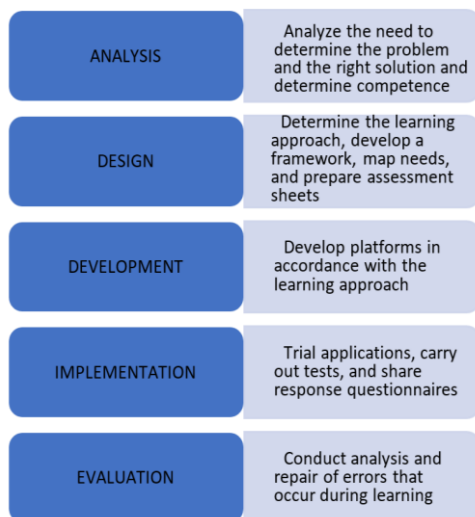 ANALYSIS
Analyze the need to
determine the problem
and the right solution and
determine competence
DESIGN
Determine the learning
approach, develop a
framework, map needs,
and prepare assessment
sheets
DEVELOPMENT
Develop platforms in
accordance with the
learning approach
IMPLEMENTATION
Trial applications, carry
out tests, and share
response questionnaires
EVALUATION
Conduct analysis and
repair of errors that
occur during learning